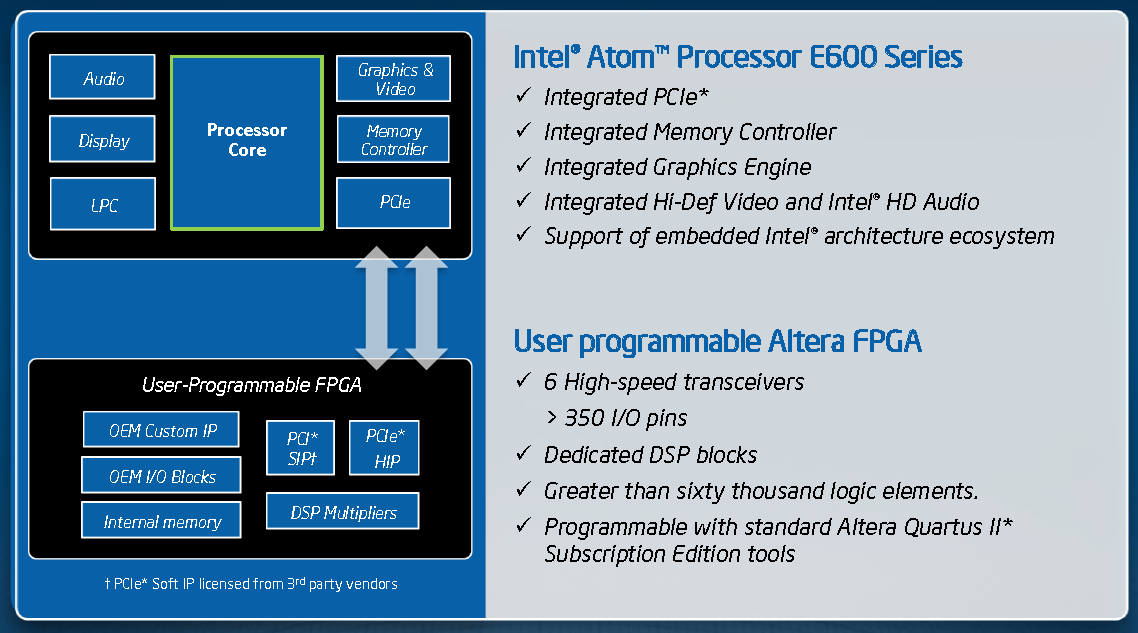 Audio
Display
LPC
Processor
Core
Graphics &
Video
Memory
Controller
PCIe
User-Programmable FPGA
OEM Custom IP
OEM I/O Blocks
Internal memory
PCI*
SIP†
PCIe*
HIP
DSP Multipliers
† PCIe* Soft IP licensed from 3rd party vendors
Intel® Atom™ Processor E600 Series
✓ Integrated PCIe*
✓ Integrated Memory Controller
✓ Integrated Graphics Engine
✓ Integrated Hi-Def Video and Intel® HD Audio
✓ Support of embedded Intel® architecture ecosystem
User programmable Altera FPGA
✓ 6 High-speed transceivers
> 350 I/O pins
✓ Dedicated DSP blocks
✓ Greater than sixty thousand logic elements.
✓ Programmable with standard Altera Quartus II*
Subscription Edition tools